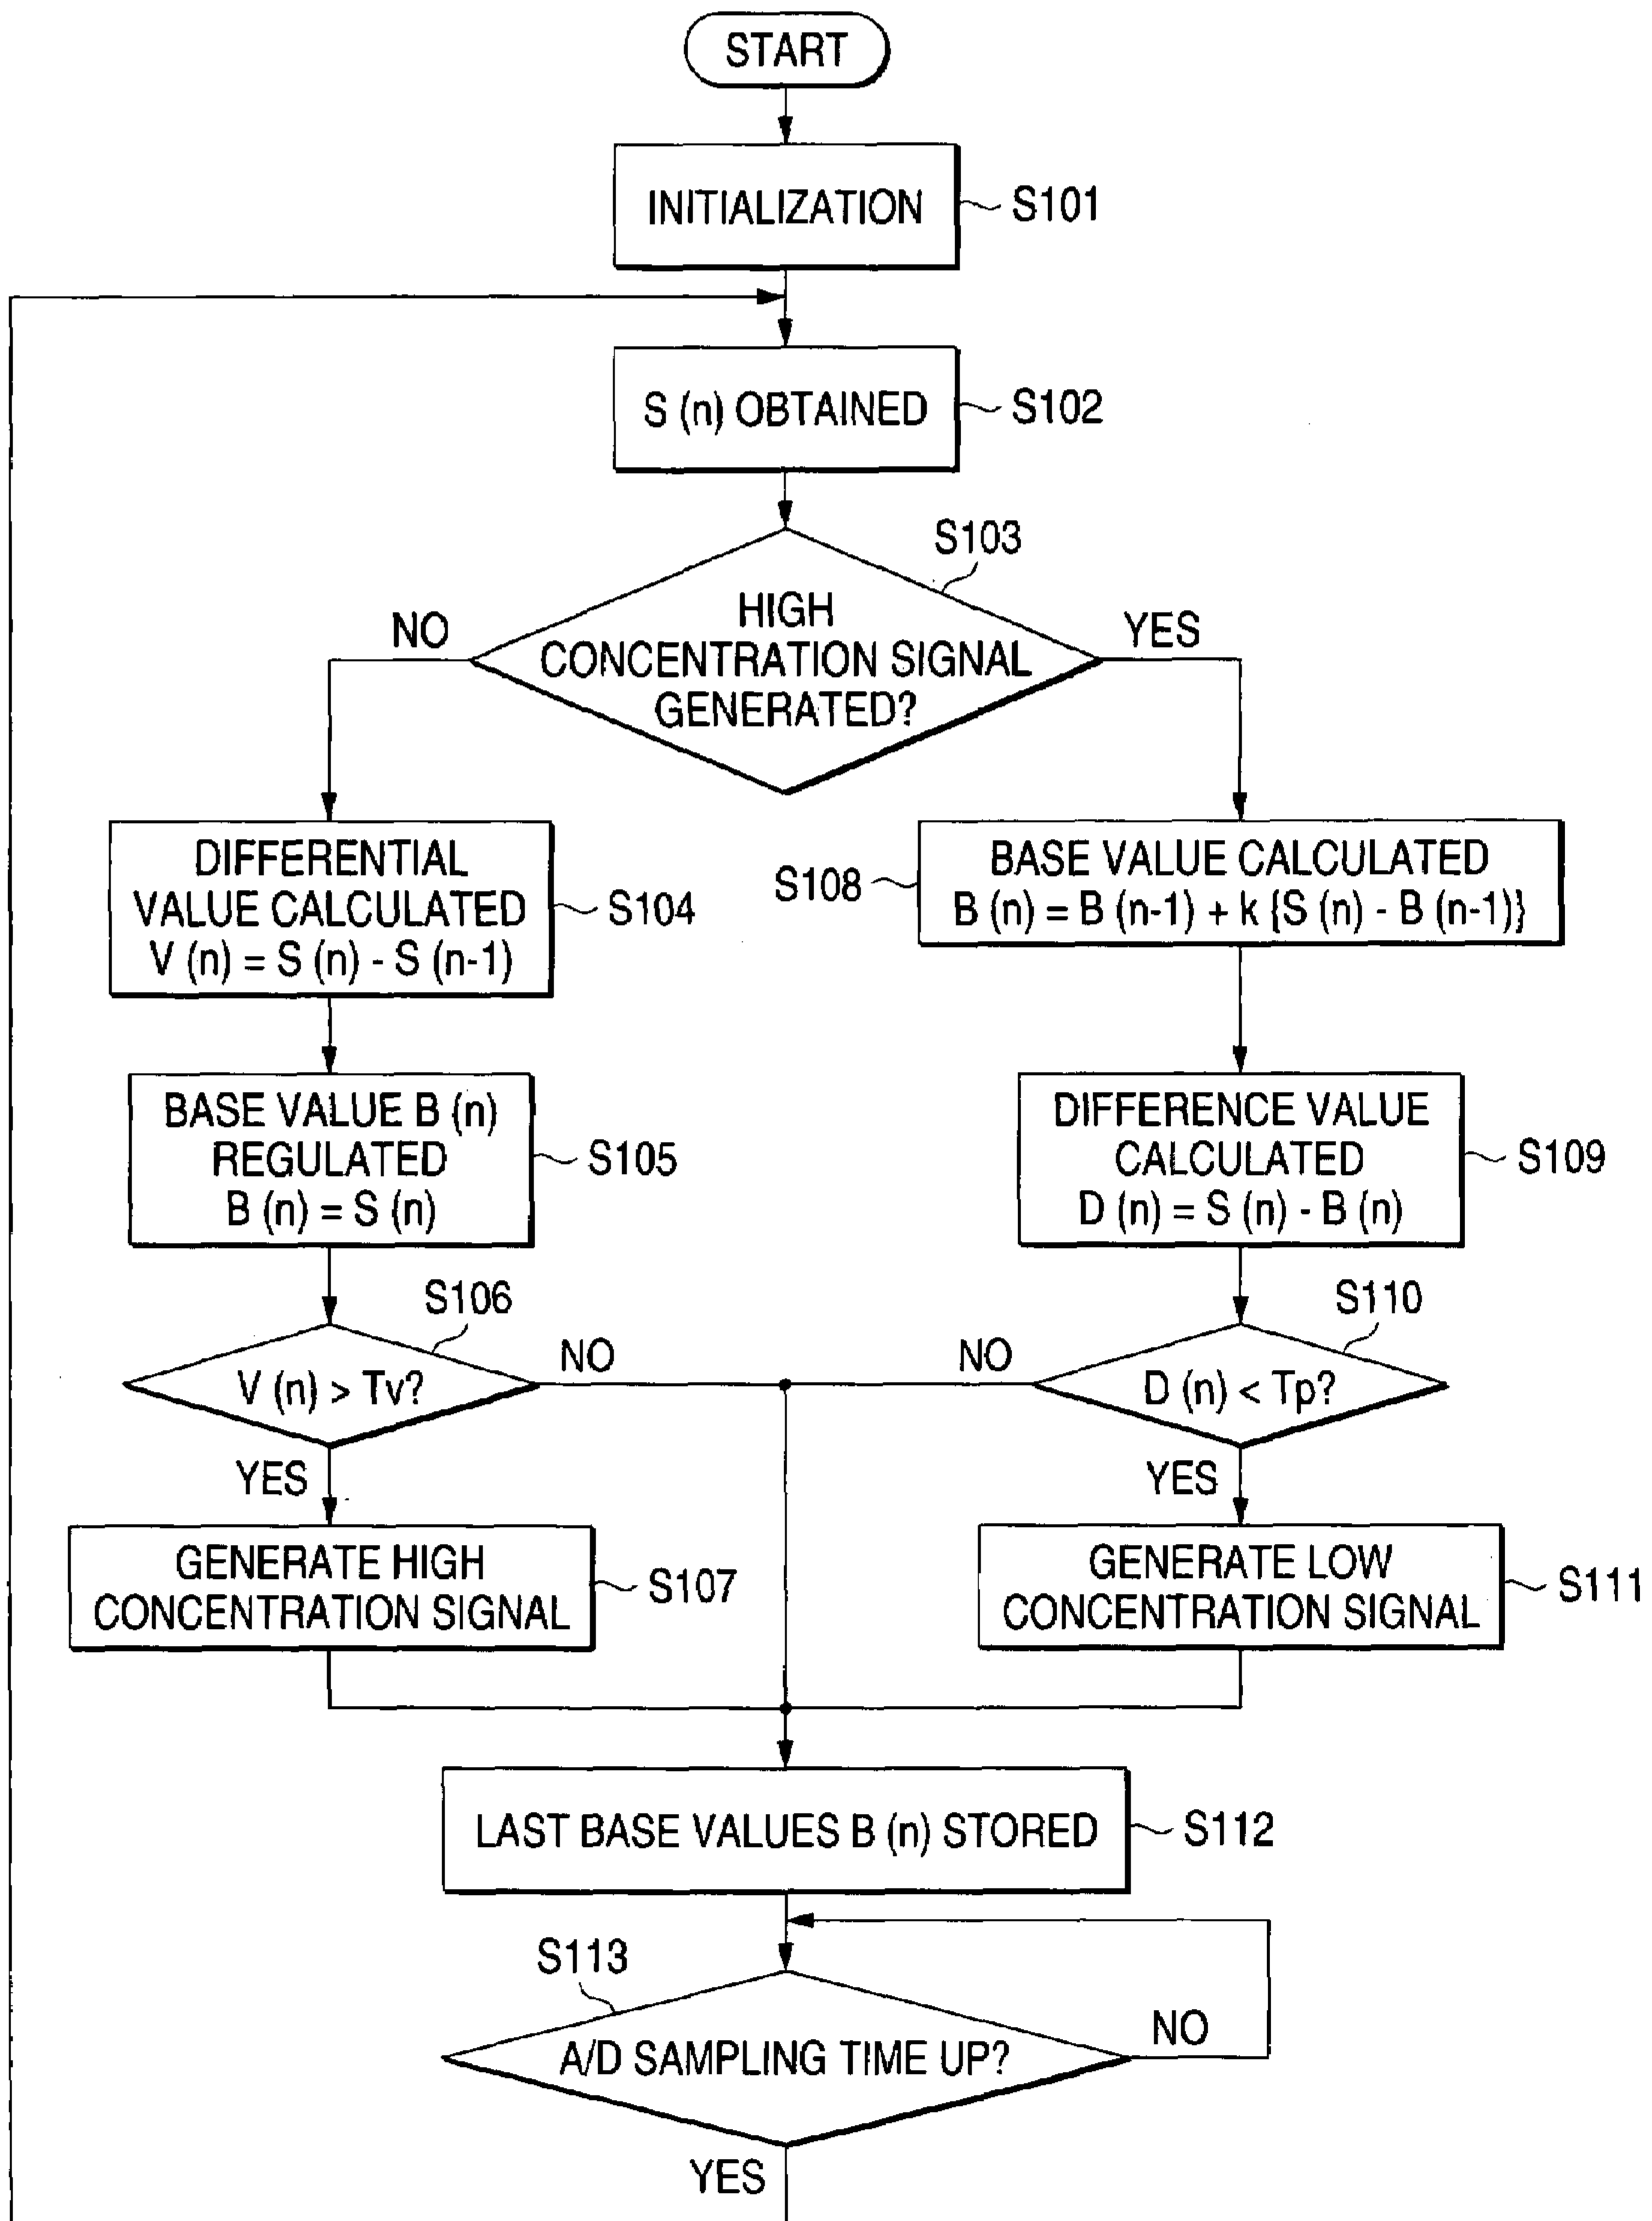 START
INITIALIZATION
S101
S (n) OBTAINED
S102
S103
HIGH
CONCENTRATION SIGNAL
GENERATED?
NO
YES
DIFFERENTIAL
VALUE CALCULATED
V (n) = S (n) - S (n-1)
S104
S108
BASE VALUE CALCULATED
B (n) = B (n-1) + k {S (n) - B (n-1)}
BASE VALUE B (n)
REGULATED
B (n) = S (n)
S105
DIFFERENCE VALUE
CALCULATED
D (n) = S (n) - B (n)
S109
S106
V (n) > Tv?
NO
YES
S110
D (n) < Tp?
NO
YES
GENERATE HIGH
CONCENTRATION SIGNAL
S107
GENERATE LOW
CONCENTRATION SIGNAL
S111
LAST BASE VALUES B (n) STORED
S112
S113
A/D SAMPLING TIME UP?
NO
YES